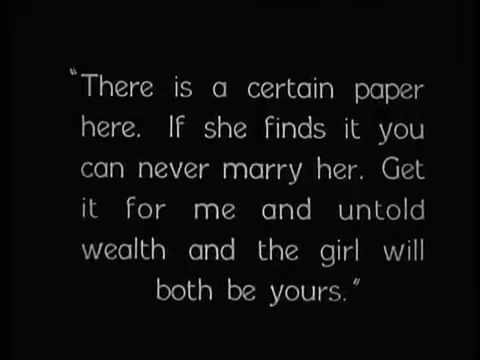 "There is a certain paper
here. If she finds it you
can never marry her. Get
it for me and untold
wealth and the girl will
both be yours."